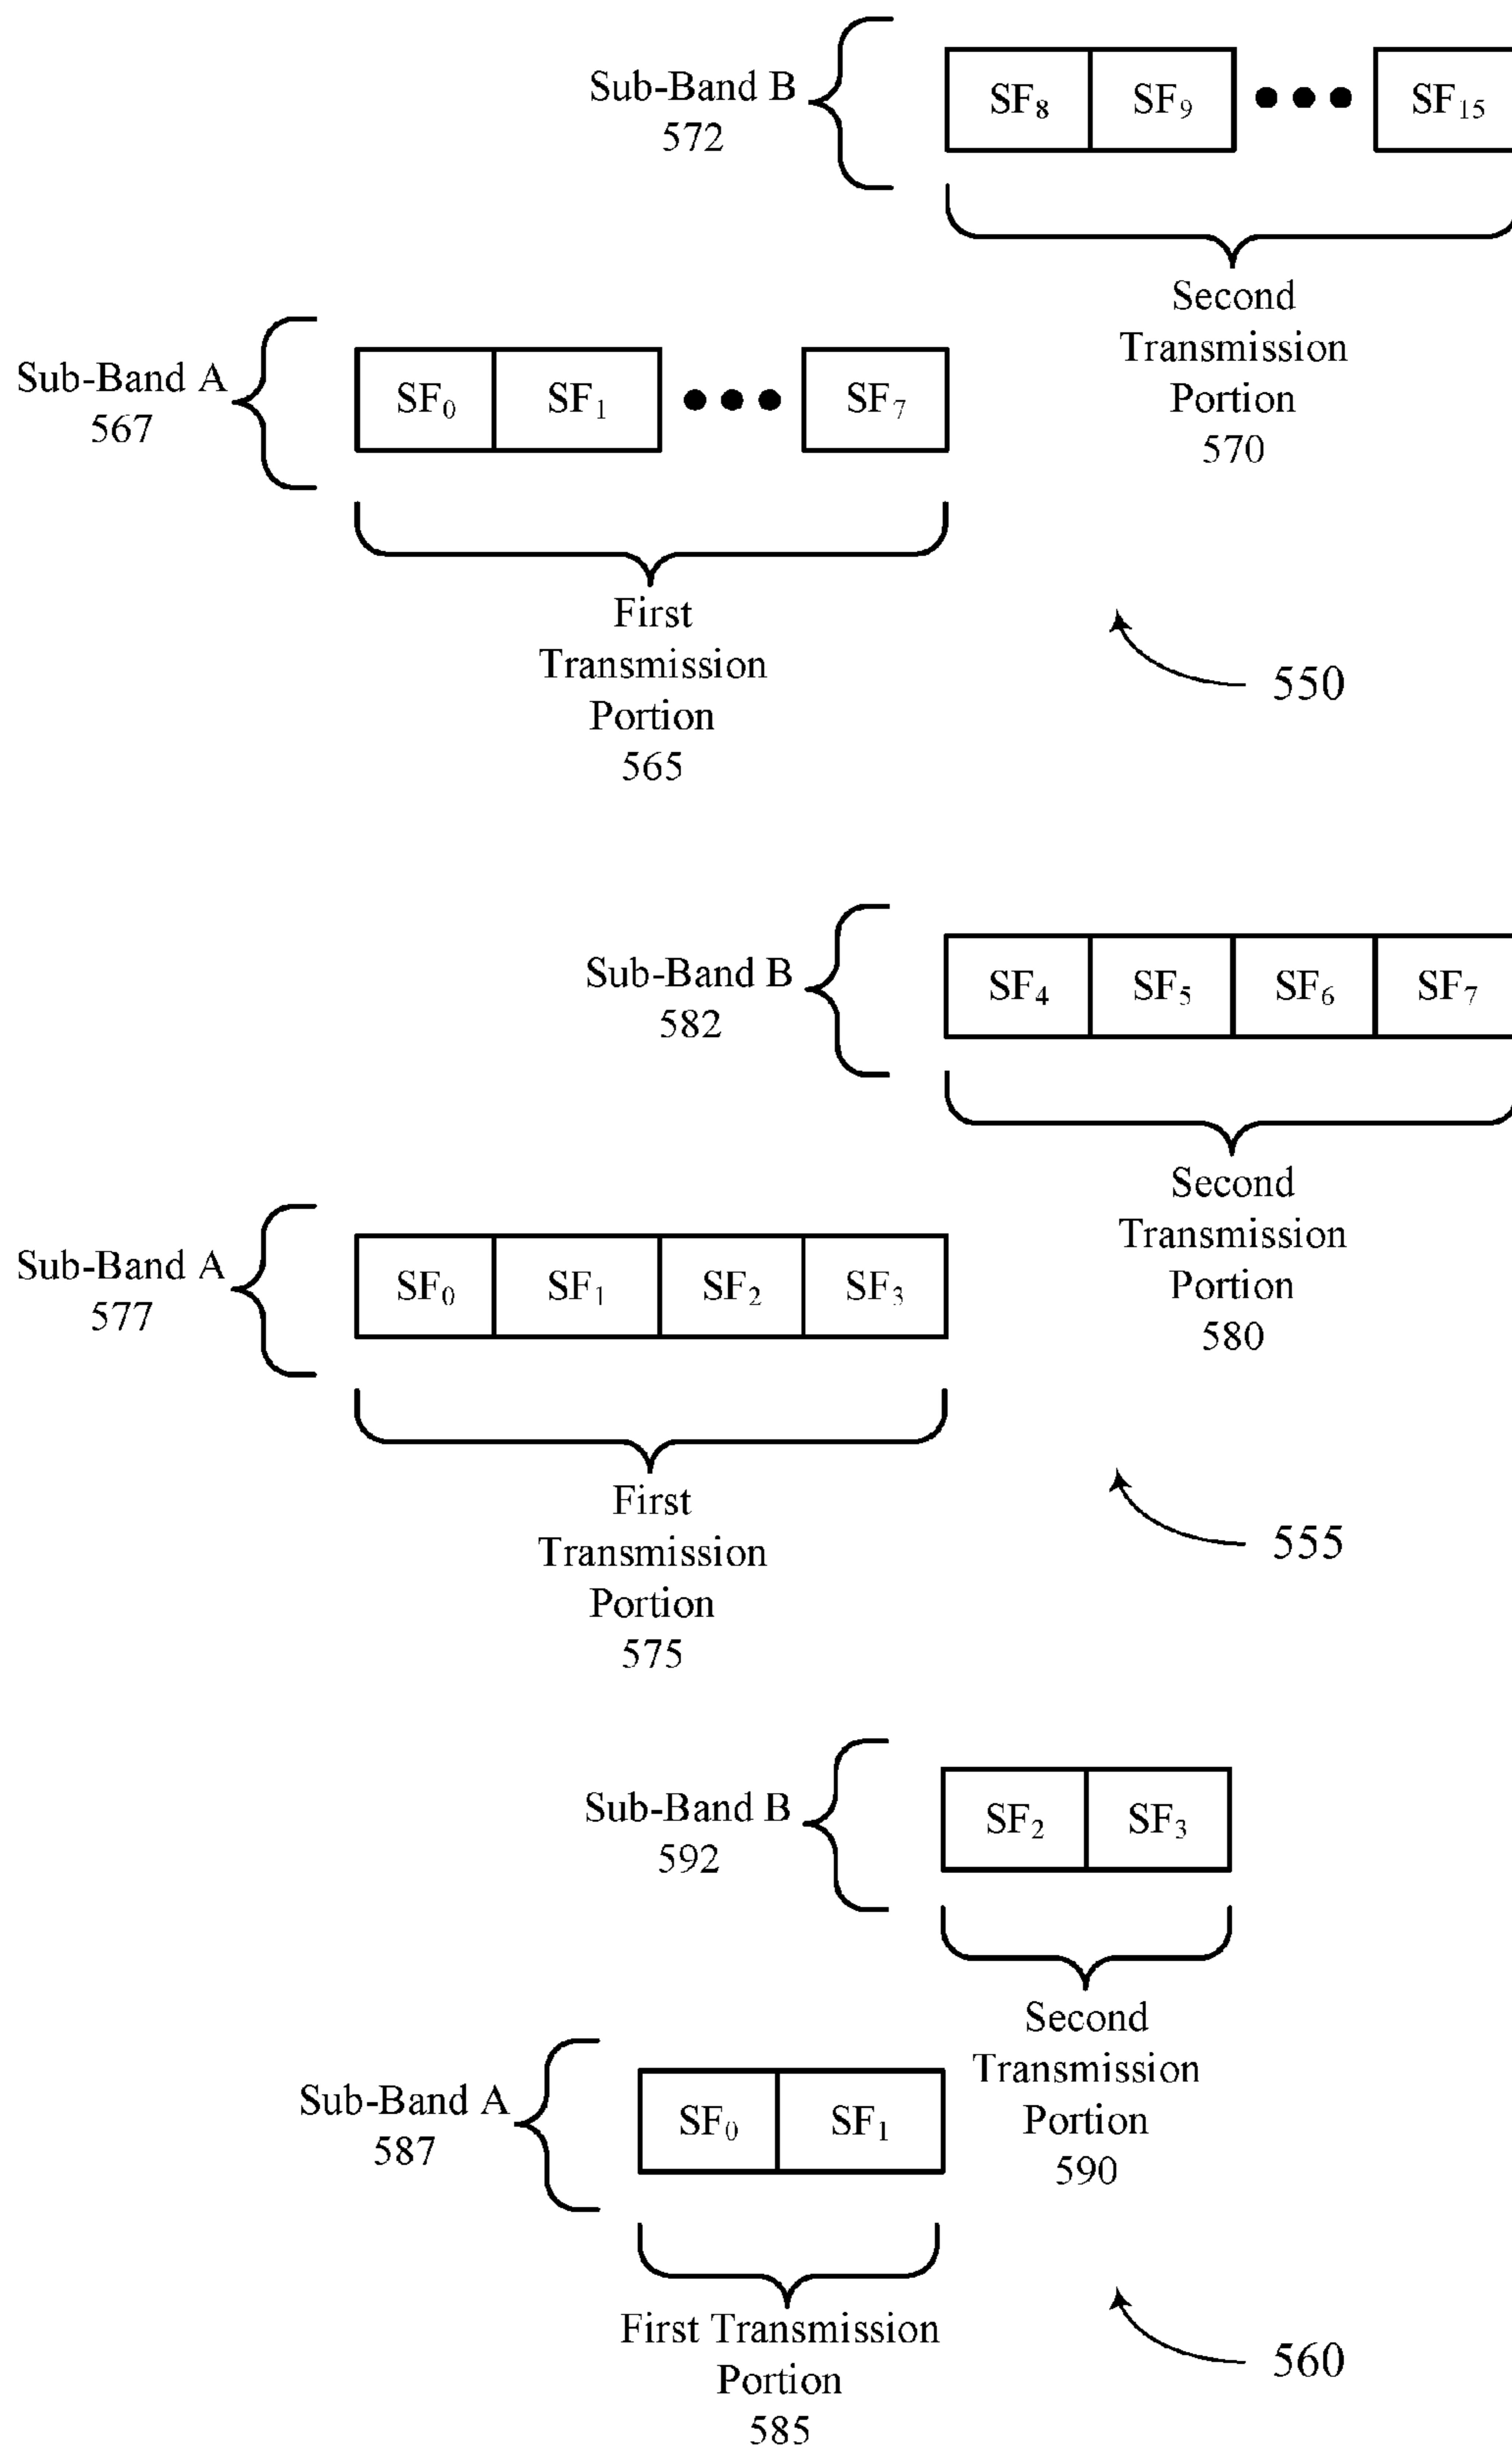 Sub-Band B
572
SF₈ SF₉ SF₁₅
Second
Transmission
Portion
570
Sub-Band A
567
SF₀ SF₁ SF₇
First
Transmission
Portion
565
550
Sub-Band B
582
SF₄ SF₅ SF₆ SF₇
Second
Transmission
Portion
580
Sub-Band A
577
SF₀ SF₁ SF₂ SF₃
First
Transmission
Portion
575
555
Sub-Band B
592
SF₂ SF₃
Second
Transmission
Portion
590
Sub-Band A
587
SF₀ SF₁
First Transmission
Portion
585
560